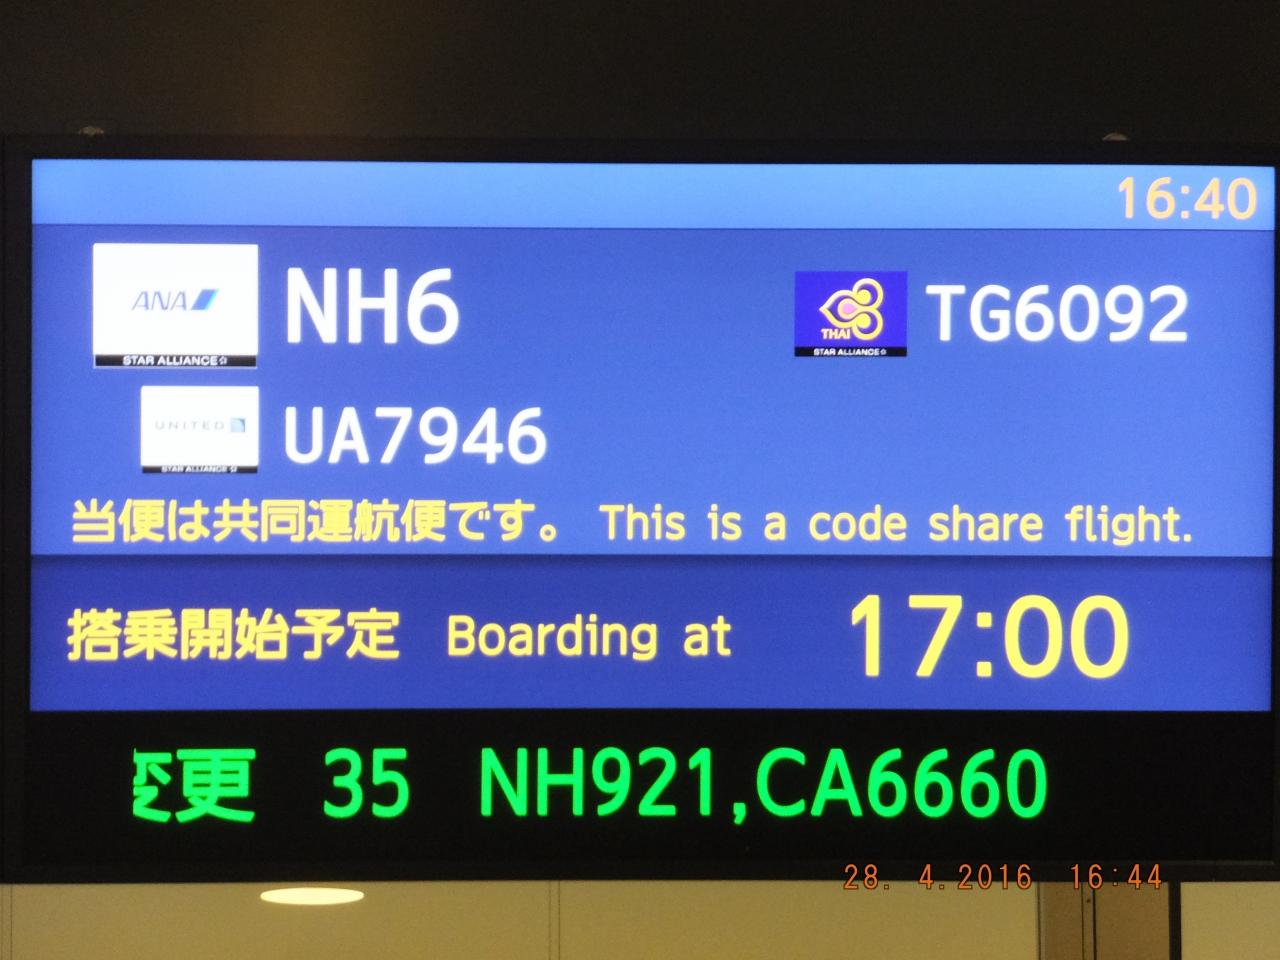 16:40
ANA
STAR ALLIANCE
NH6
THAI
STAR ALLIANCE
TG6092
UNITED
STAR ALLIANCE
UA7946
当便は共同運航便です。 This is a code share flight.
搭乗開始予定 Boarding at 17:00
変更 35 NH921,CA6660
28. 4.2016 16:44